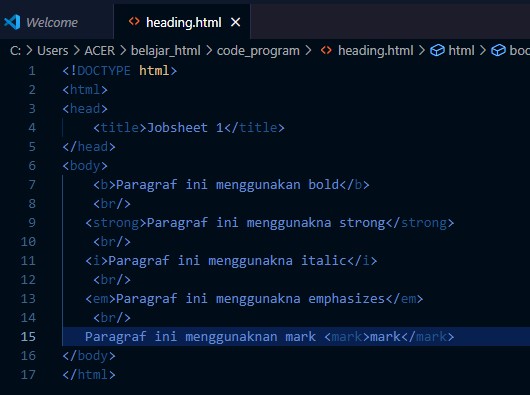 Welcome heading.html
C: > Users > ACER > belajar_html > code_program > heading.html > html > boc
1 <!DOCTYPE html>
2 <html>
3 <head>
4 <title>Jobsheet 1</title>
5 </head>
6 <body>
7 <b>Paragraf ini menggunakan bold</b>
8 <br/>
9 <strong>Paragraf ini menggunakna strong</strong>
10 <br/>
11 <i>Paragraf ini menggunakna italic</i>
12 <br/>
13 <em>Paragraf ini menggunakna emphasizes</em>
14 <br/>
15 Paragraf ini menggunaknan mark <mark>mark</mark>
16 </body>
17 </html>